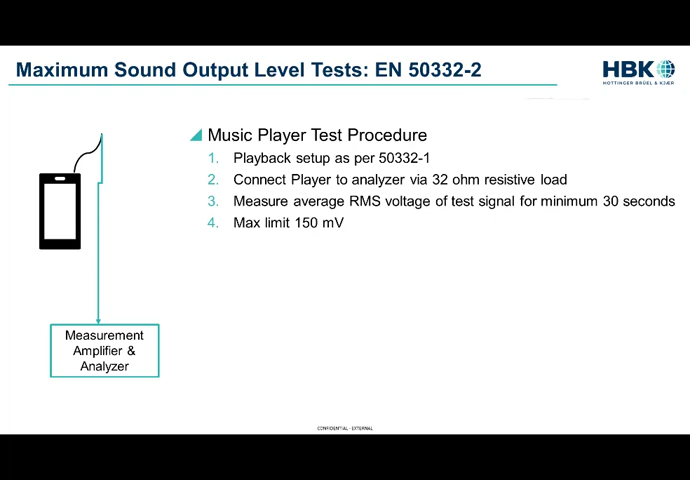 Maximum Sound Output Level Tests: EN 50332-2
HBK
HOTTINGER BRÜEL & KJÆR
Music Player Test Procedure
1. Playback setup as per 50332-1
2. Connect Player to analyzer via 32 ohm resistive load
3. Measure average RMS voltage of test signal for minimum 30 seconds
4. Max limit 150 mV
Measurement
Amplifier &
Analyzer
CONFIDENTIAL - EXTERNAL